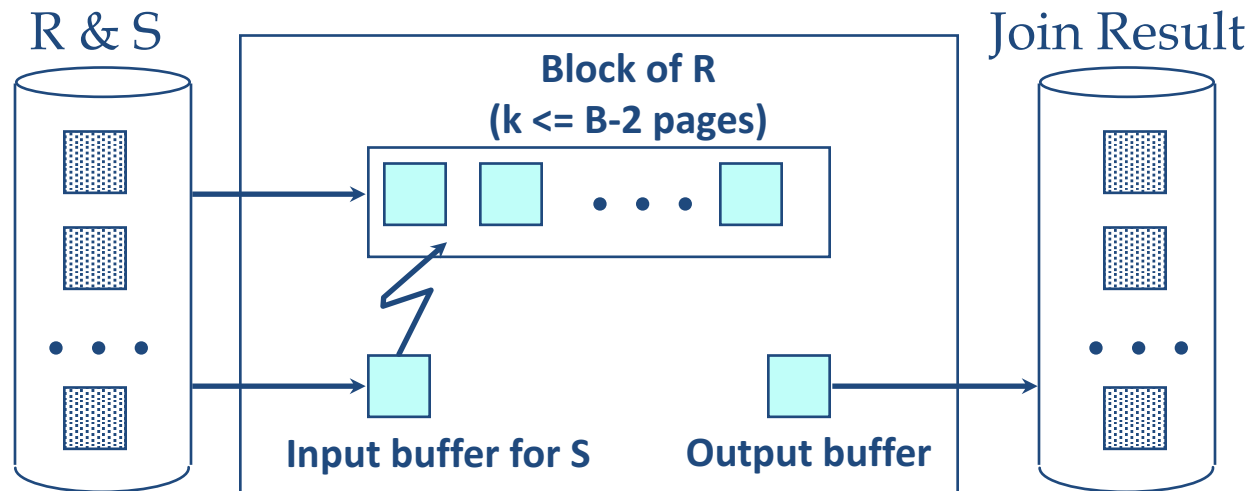 R & S
Join Result
Block of R
(k <= B-2 pages)
• • •
• • •
• • •
Input buffer for S
Output buffer